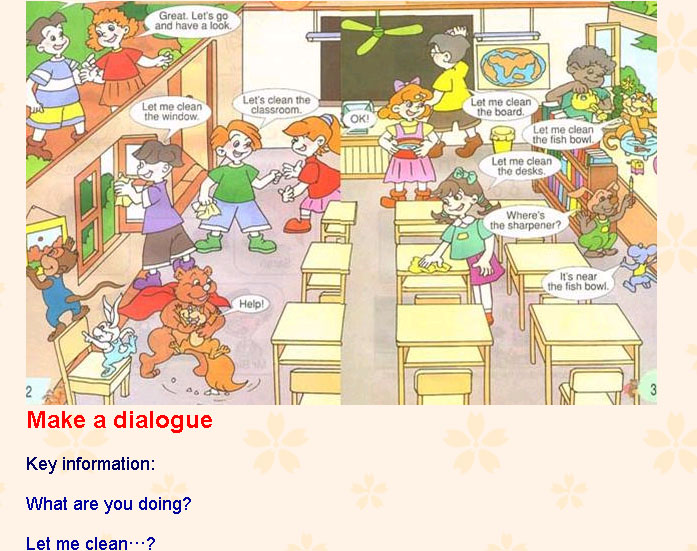 Great. Let's go
and have a look.
Let me clean
the window.
Let's clean the
classroom.
OK!
Let me clean
the board.
Let me clean
the fish bowl.
Let me clean
the desks.
Where's
the sharpener?
It's near
the fish bowl.
Help!
2
3
Make a dialogue
Key information:
What are you doing?
Let me clean…?